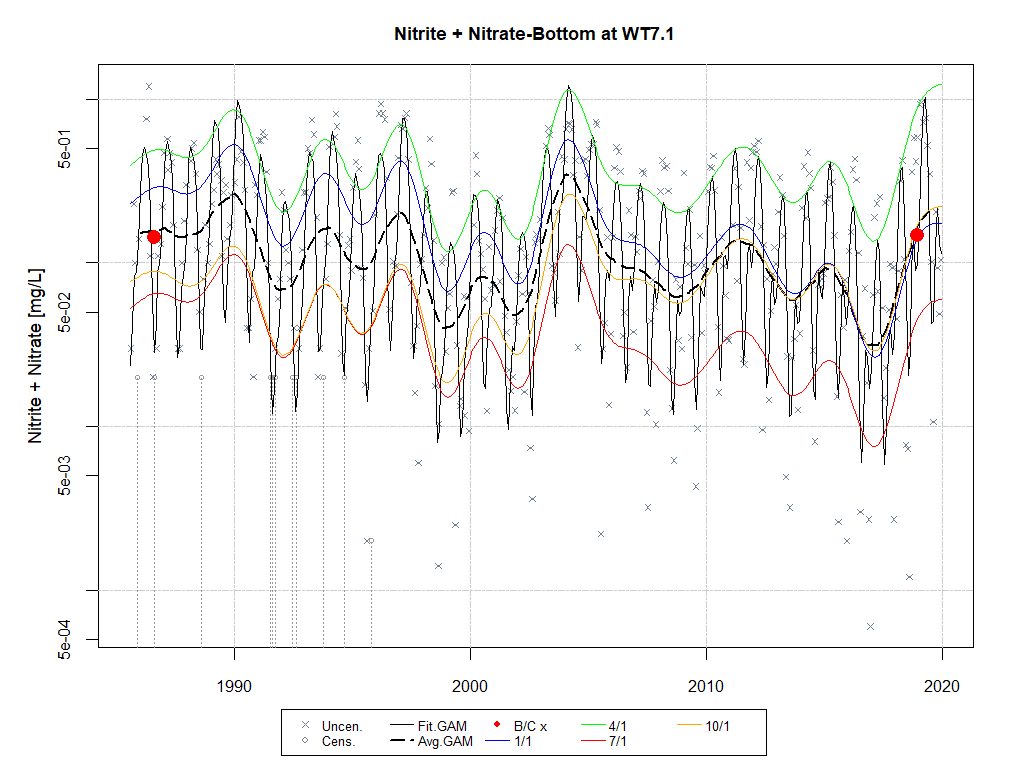 Nitrite + Nitrate-Bottom at WT7.1
Nitrite + Nitrate [mg/L]
5e-01
5e-02
5e-03
5e-04
1990 2000 2010 2020
Uncen. Fit.GAM B/C x 4/1 10/1
Cens. Avg.GAM 1/1 7/1